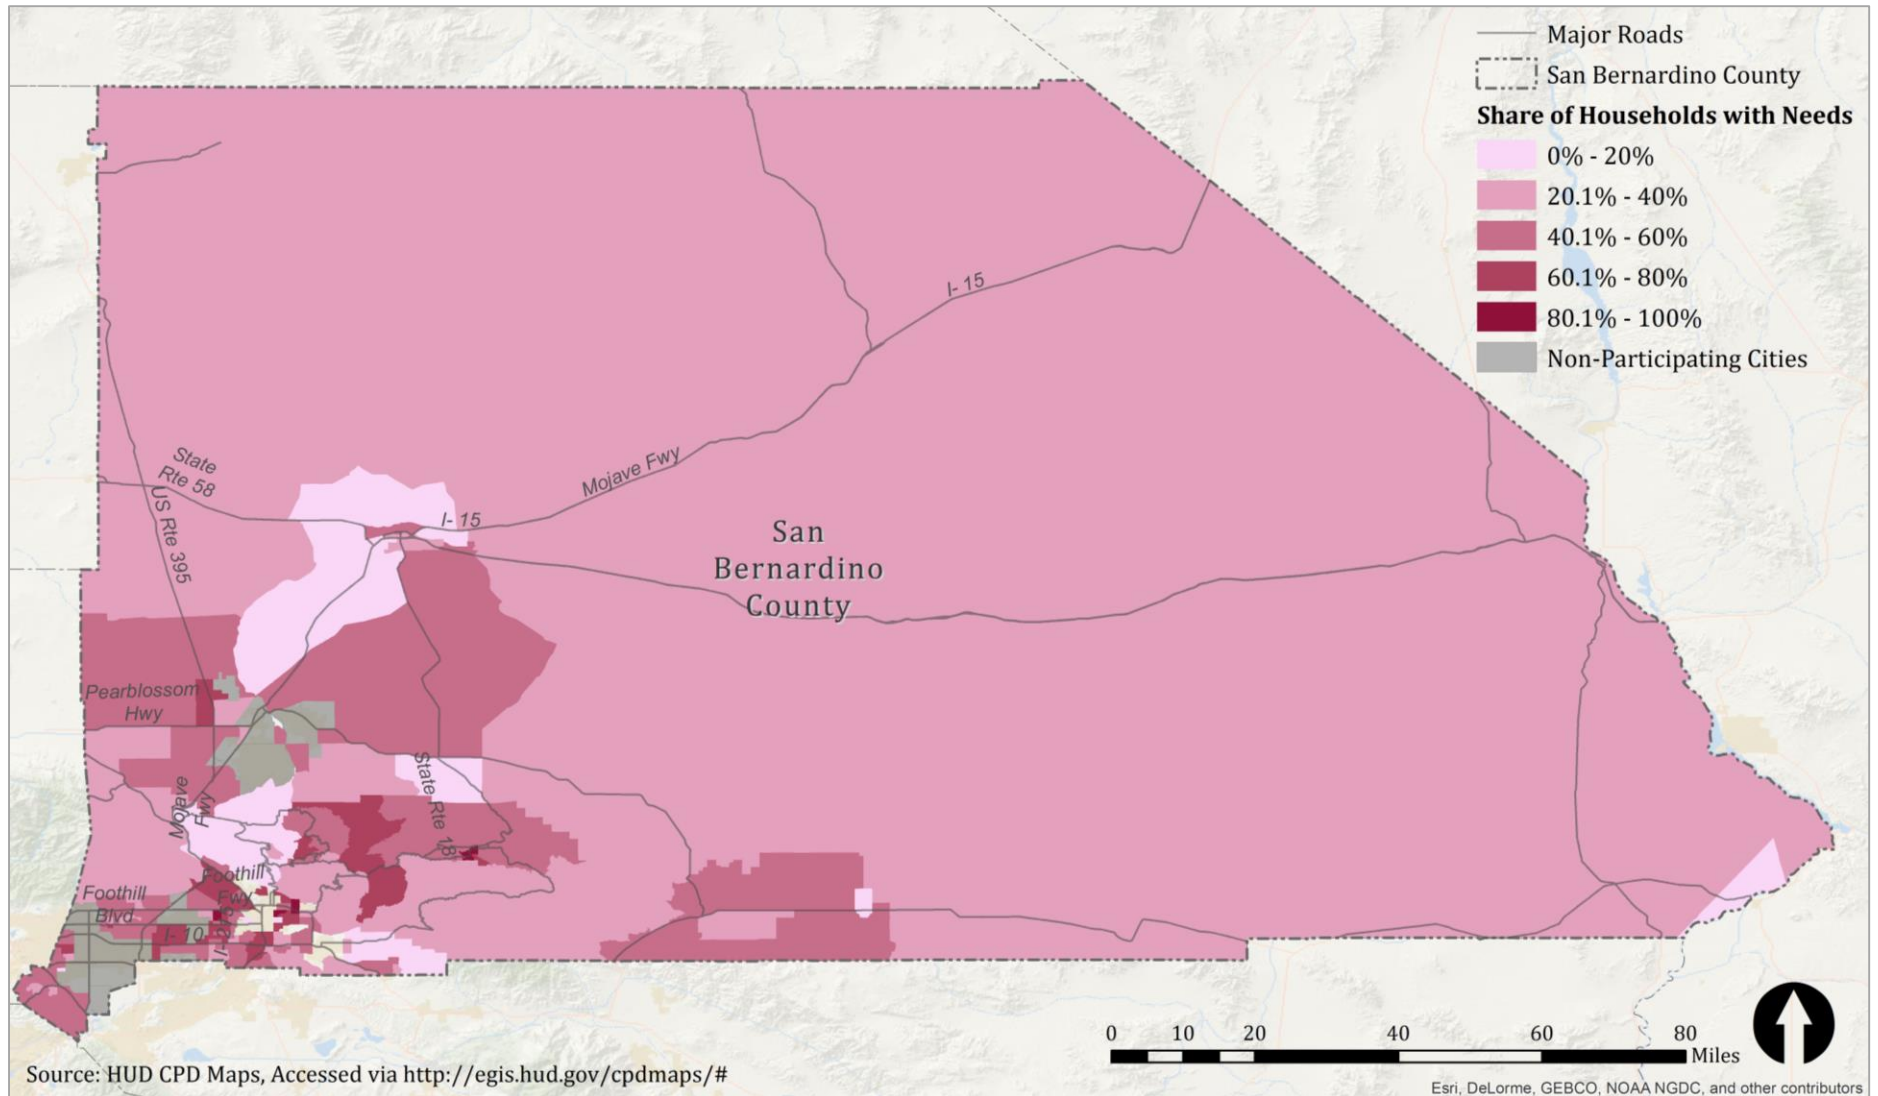 Major Roads
San Bernardino County
Share of Households with Needs
0% - 20%
20.1% - 40%
40.1% - 60%
60.1% - 80%
80.1% - 100%
Non-Participating Cities
I- 15
State
Rte 58
US Rte 395
Mojave Fwy
I- 15
San
Bernardino
County
Pearblossom
Hwy
State Rte 18
Mojave
Fwy
Foothill
Fwy
Foothill
Blvd
I- 10
0 10 20 40 60 80
Miles
Source: HUD CPD Maps, Accessed via http://egis.hud.gov/cpdmaps/#
Esri, DeLorme, GEBCO, NOAA NGDC, and other contributors